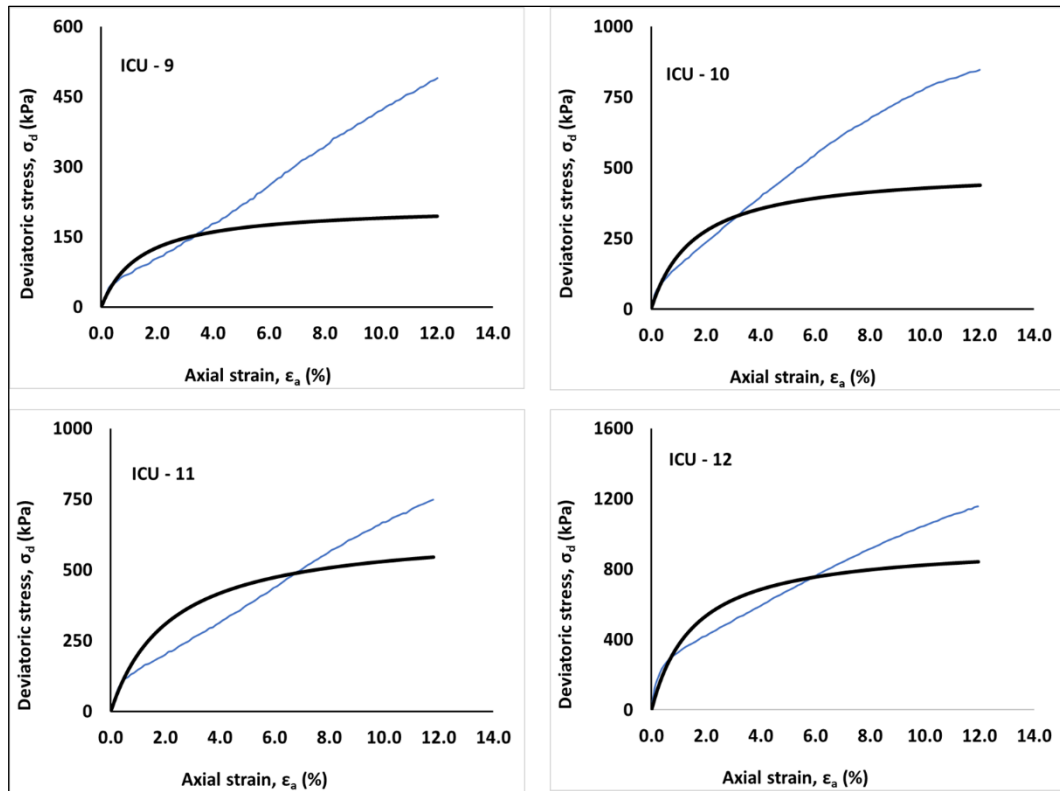 ICU - 9
Deviatoric stress, σd (kPa)
600
450
300
150
0
0.0 2.0 4.0 6.0 8.0 10.0 12.0 14.0
Axial strain, εa (%)
ICU - 10
Deviatoric stress, σd (kPa)
1000
750
500
250
0
0.0 2.0 4.0 6.0 8.0 10.0 12.0 14.0
Axial strain, εa (%)
ICU - 11
Deviatoric stress, σd (kPa)
1000
750
500
250
0
0.0 2.0 4.0 6.0 8.0 10.0 12.0 14.0
Axial strain, εa (%)
ICU - 12
Deviatoric stress, σd (kPa)
1600
1200
800
400
0
0.0 2.0 4.0 6.0 8.0 10.0 12.0 14.0
Axial strain, εa (%)